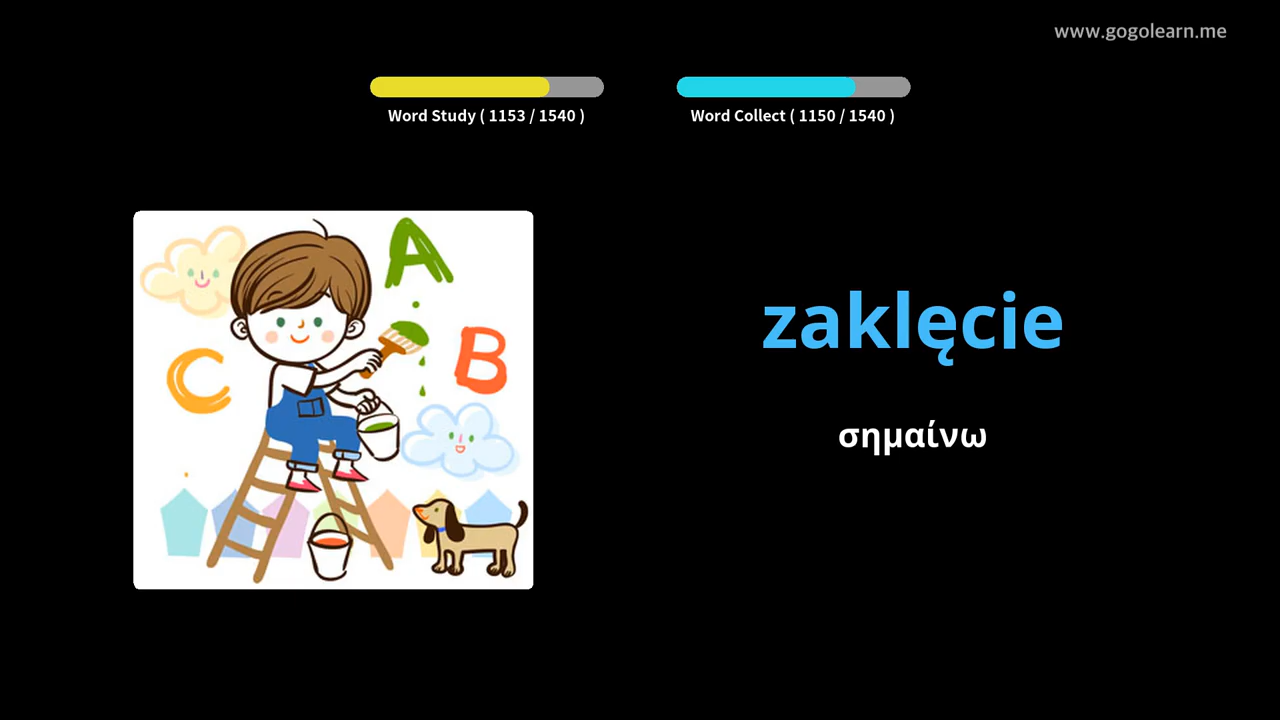 www.gogolearn.me
Word Study ( 1153 / 1540 )
Word Collect ( 1150 / 1540 )
A
B
C
zaklęcie
σημαίνω